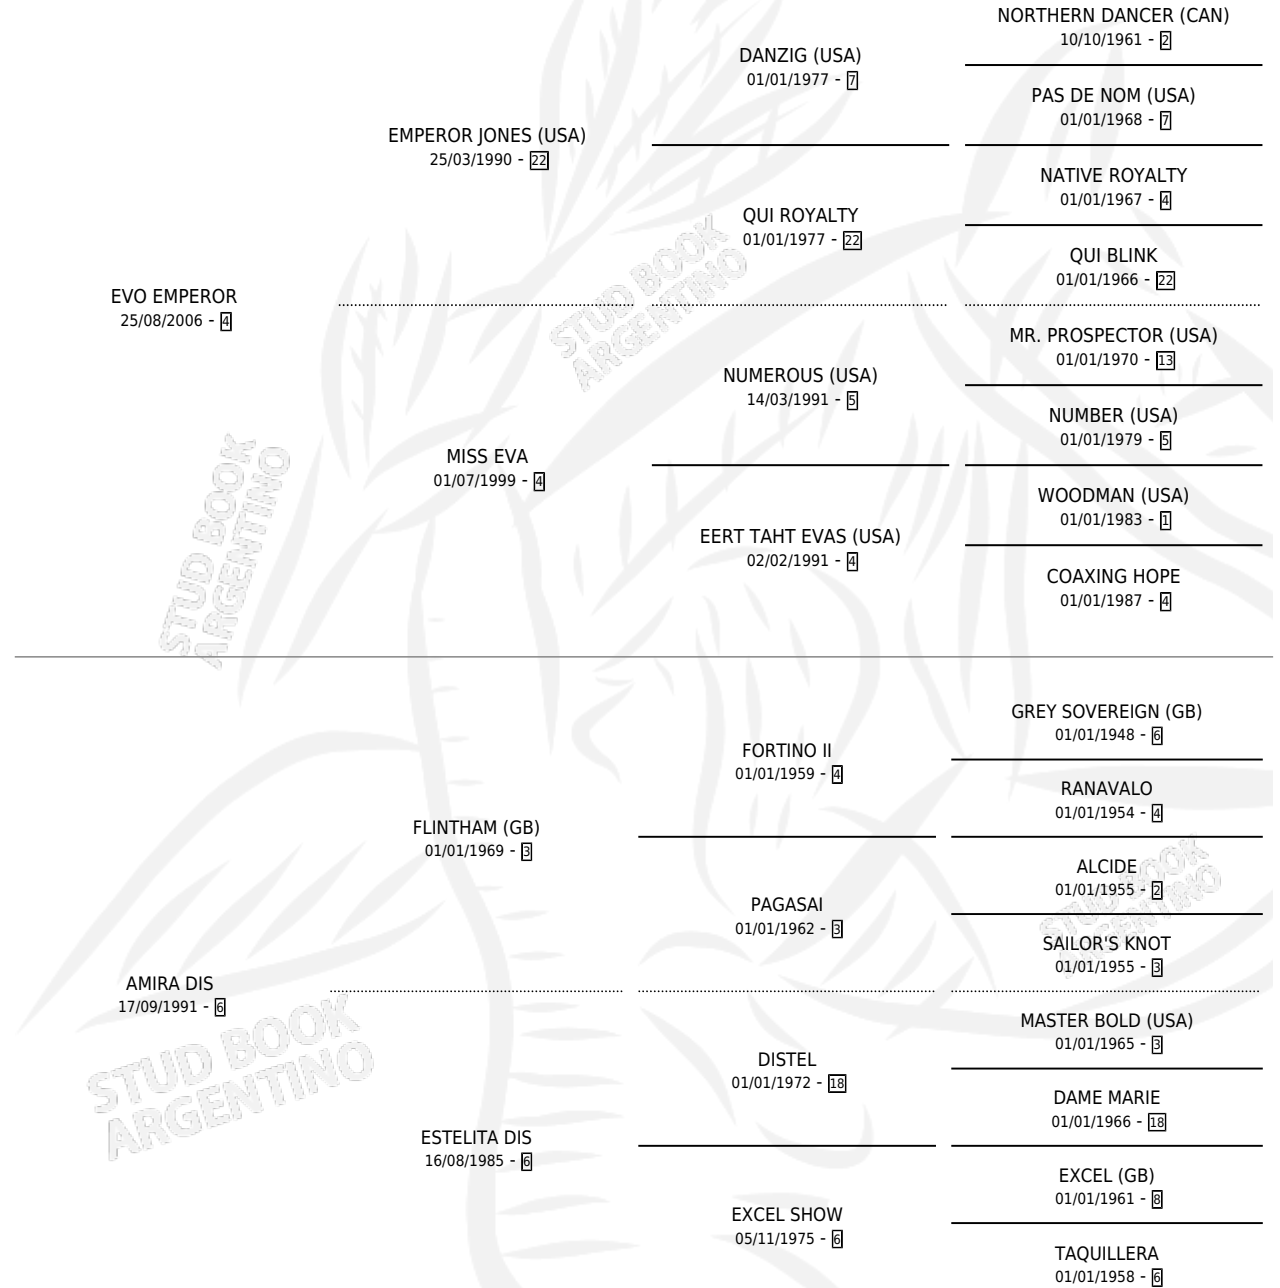 NORTHERN DANCER (CAN)
10/10/1961 - 2
DANZIG (USA)
01/01/1977 - 7
PAS DE NOM (USA)
01/01/1968 - 7
EMPEROR JONES (USA)
25/03/1990 - 22
NATIVE ROYALTY
01/01/1967 - 4
QUI ROYALTY
01/01/1977 - 22
QUI BLINK
01/01/1966 - 22
EVO EMPEROR
25/08/2006 - 4
MR. PROSPECTOR (USA)
01/01/1970 - 13
NUMEROUS (USA)
14/03/1991 - 5
NUMBER (USA)
01/01/1979 - 5
MISS EVA
01/07/1999 - 4
WOODMAN (USA)
01/01/1983 - 1
EERT TAHT EVAS (USA)
02/02/1991 - 4
COAXING HOPE
01/01/1987 - 4
STUD BOOK
ARGENTINO
STUD BOOK
ARGENTINO
GREY SOVEREIGN (GB)
01/01/1948 - 6
FORTINO II
01/01/1959 - 4
RANAVALO
01/01/1954 - 4
FLINTHAM (GB)
01/01/1969 - 3
ALCIDE
01/01/1955 - 2
PAGASAI
01/01/1962 - 3
SAILOR'S KNOT
01/01/1955 - 3
AMIRA DIS
17/09/1991 - 6
MASTER BOLD (USA)
01/01/1965 - 3
DISTEL
01/01/1972 - 18
DAME MARIE
01/01/1966 - 18
ESTELITA DIS
16/08/1985 - 6
EXCEL (GB)
01/01/1961 - 8
EXCEL SHOW
05/11/1975 - 6
TAQUILLERA
01/01/1958 - 6
STUD BOOK
ARGENTINO
STUD BOOK
ARGENTINO